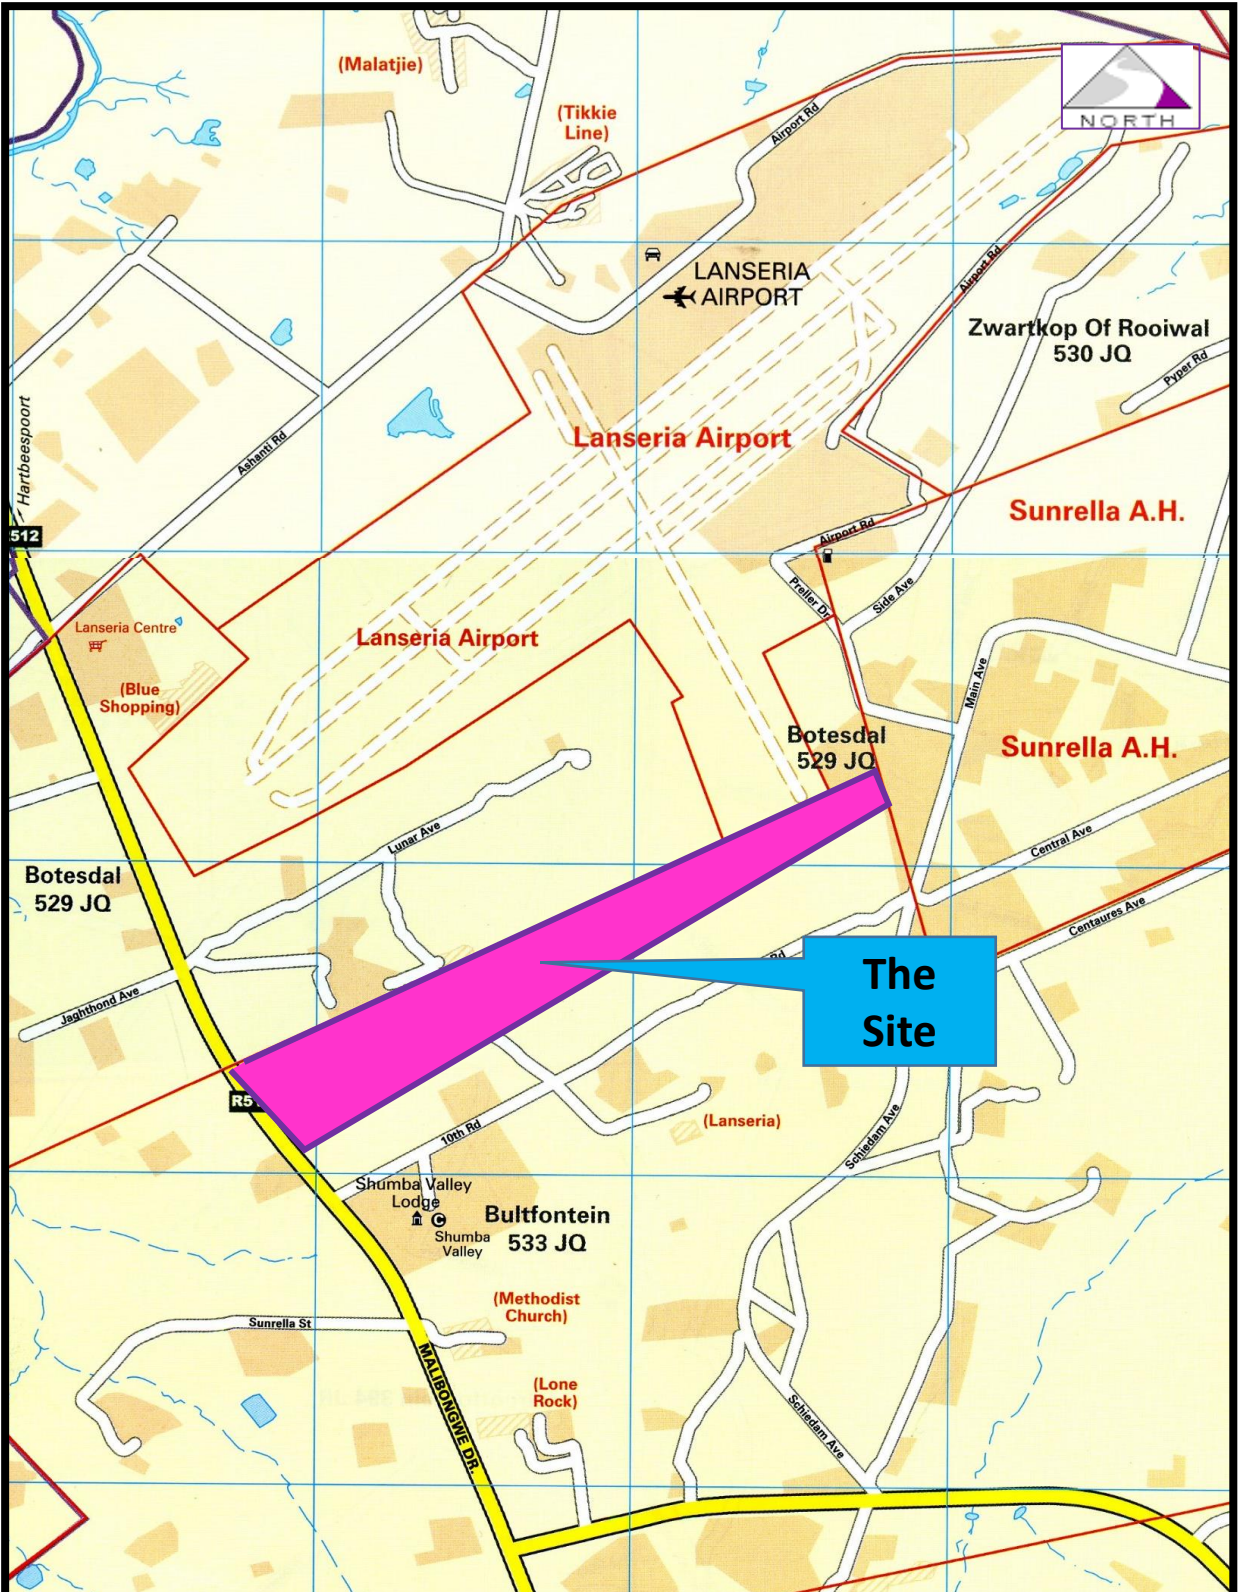 (Malatjie)
(Tikkie
Line)
Airport Rd
NORTH
LANSERIA
AIRPORT
Airport Rd
Zwartkop Of Rooiwal
530 JQ
Pyper Rd
Hartbeespoort
Ashanti Rd
Lanseria Airport
Sunrella A.H.
512
Airport Rd
Preller Dr
Side Ave
Lanseria Centre
Lanseria Airport
(Blue
Shopping)
Main Ave
Botesdal
529 JQ
Sunrella A.H.
Lunar Ave
Central Ave
Botesdal
529 JQ
Centaures Ave
Rd
The
Site
Jaghthond Ave
R5
10th Rd
(Lanseria)
Schiedam Ave
Shumba Valley
Lodge
C
Shumba
Valley
Bultfontein
533 JQ
(Methodist
Church)
Sunrella St
MALIBONGWE DR.
(Lone
Rock)
Schiedam Ave